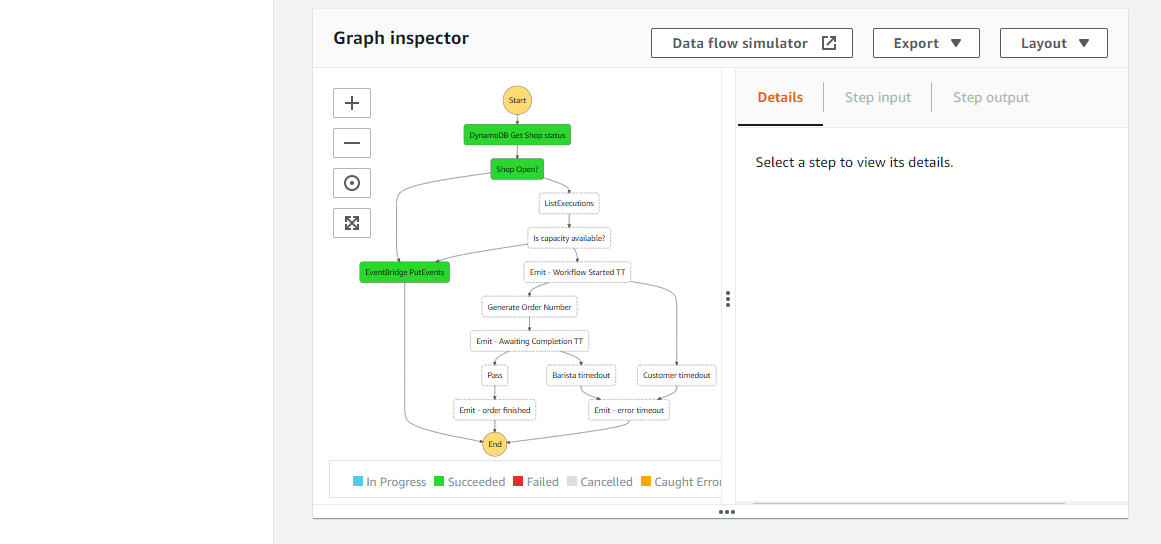 Graph inspector
Data flow simulator
Export
Layout
Details
Step input
Step output
Select a step to view its details.
Start
DynamoDB Get Shop status
Shop Open?
ListExecutions
Is capacity available?
EventBridge PutEvents
Emit - Workflow Started TT
Generate Order Number
Emit - Awaiting Completion TT
Pass
Barista timedout
Customer timedout
Emit - order finished
Emit - error timeout
End
In Progress
Succeeded
Failed
Cancelled
Caught Error